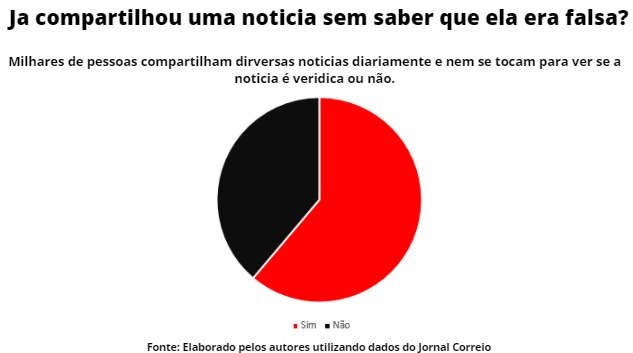 Ja compartilhou uma noticia sem saber que ela era falsa?
Milhares de pessoas compartilham dirversas noticias diariamente e nem se tocam para ver se a
noticia é veridica ou não.
Sim Não
Fonte: Elaborado pelos autores utilizando dados do Jornal Correio